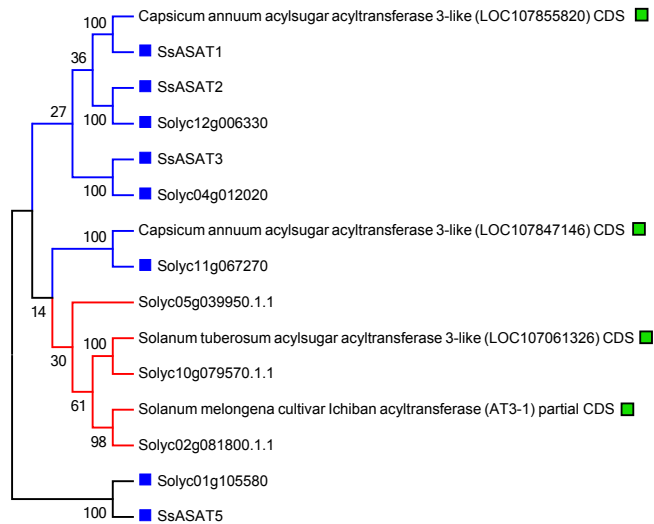 Capsicum annuum acylsugar acyltransferase 3-like (LOC107855820) CDS
100
SsASAT1
36
SsASAT2
27
100
Solyc12g006330
SsASAT3
100
Solyc04g012020
Capsicum annuum acylsugar acyltransferase 3-like (LOC107847146) CDS
100
Solyc11g067270
14
Solyc05g039950.1.1
Solanum tuberosum acylsugar acyltransferase 3-like (LOC107061326) CDS
100
30
Solyc10g079570.1.1
61
Solanum melongena cultivar Ichiban acyltransferase (AT3-1) partial CDS
98
Solyc02g081800.1.1
Solyc01g105580
100
SsASAT5